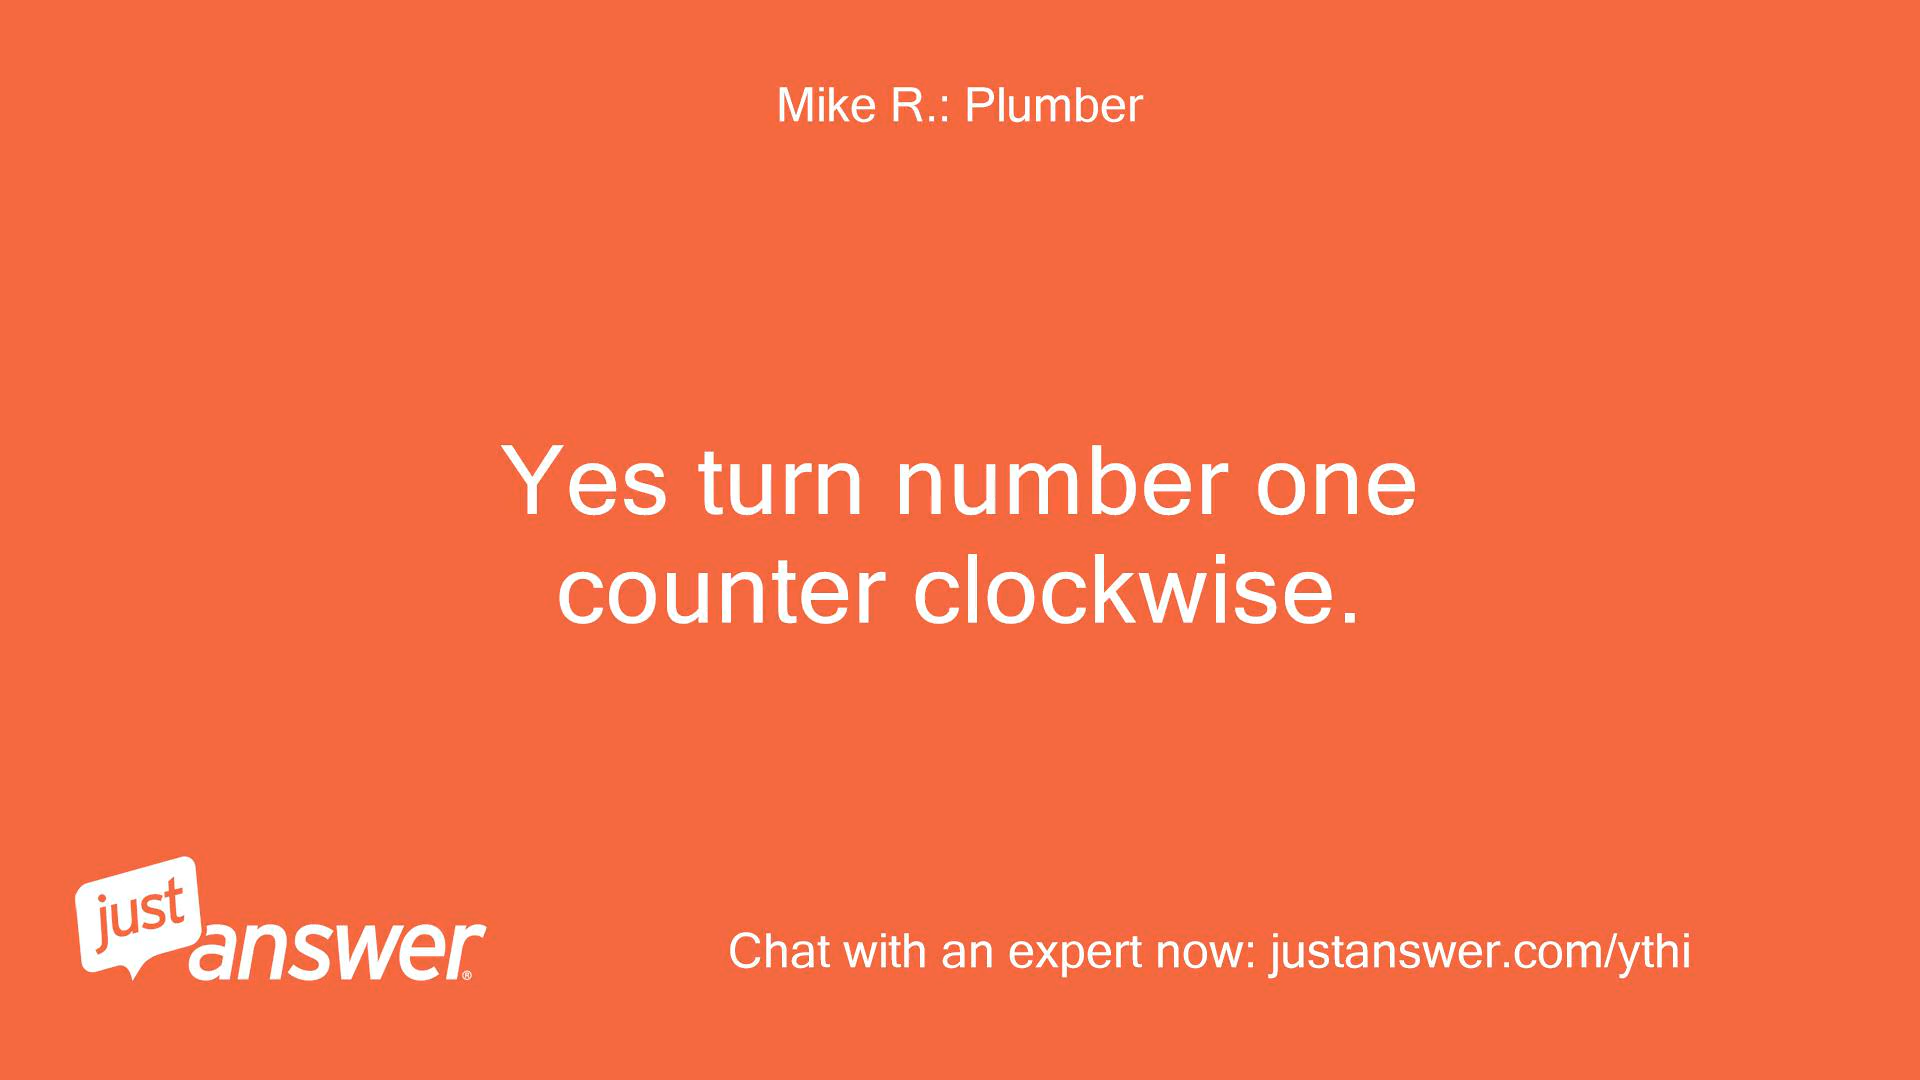 Mike R.: Plumber
Yes turn number one
counter clockwise.
just
answer®
Chat with an expert now: justanswer.com/ythi